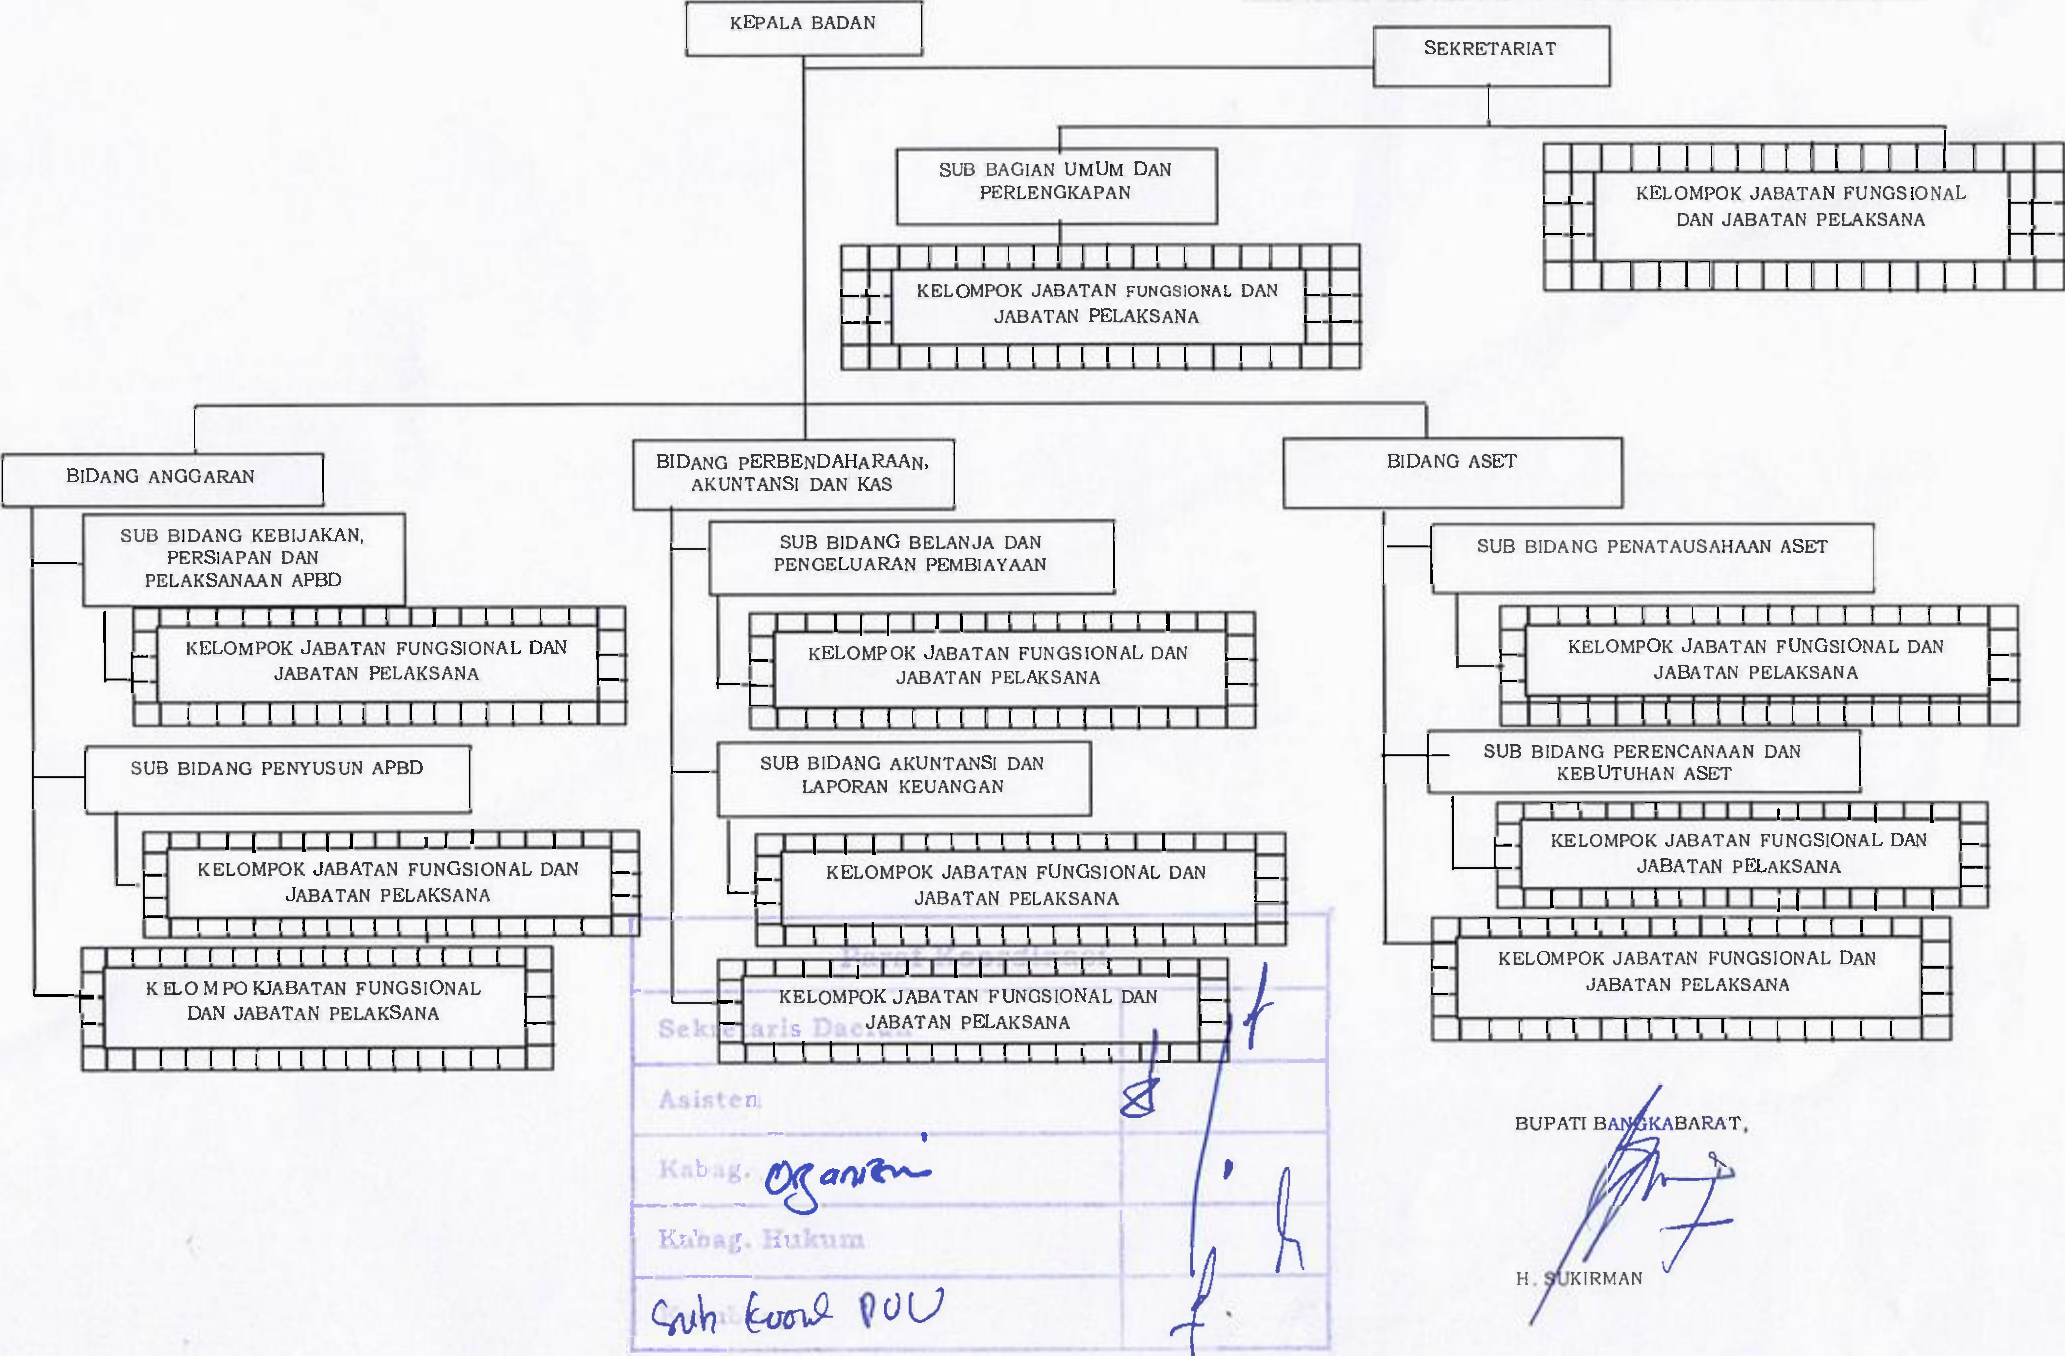 KEPALA BADAN
SEKRETARIAT
SUB BAGIAN UMUM DAN
PERLENGKAPAN
KELOMPOK JABATAN FUNGSIONAL
DAN JABATAN PELAKSANA
KELOMPOK JABATAN FUNGSIONAL DAN
JABATAN PELAKSANA
BIDANG ANGGARAN
BIDANG PERBENDAHARAAN,
AKUNTANSI DAN KAS
BIDANG ASET
SUB BIDANG KEBIJAKAN,
PERSIAPAN DAN
PELAKSANAAN APBD
KELOMPOK JABATAN FUNGSIONAL DAN
JABATAN PELAKSANA
SUB BIDANG PENYUSUN APBD
KELOMPOK JABATAN FUNGSIONAL DAN
JABATAN PELAKSANA
KELOMPOKJABATAN FUNGSIONAL
DAN JABATAN PELAKSANA
SUB BIDANG BELANJA DAN
PENGELUARAN PEMBIAYAAN
KELOMPOK JABATAN FUNGSIONAL DAN
JABATAN PELAKSANA
SUB BIDANG AKUNTANSI DAN
LAPORAN KEUANGAN
KELOMPOK JABATAN FUNGSIONAL DAN
JABATAN PELAKSANA
KELOMPOK JABATAN FUNGSIONAL DAN
JABATAN PELAKSANA
SUB BIDANG PENATAUSAHAAN ASET
KELOMPOK JABATAN FUNGSIONAL DAN
JABATAN PELAKSANA
SUB BIDANG PERENCANAAN DAN
KEBUTUHAN ASET
KELOMPOK JABATAN FUNGSIONAL DAN
JABATAN PELAKSANA
KELOMPOK JABATAN FUNGSIONAL DAN
JABATAN PELAKSANA
Paraf Koordinasi
Sekretaris Daerah
Asisten
Kabag.
Kabag. Hukum
Sub PUU
BUPATI BANGKABARAT,
H. SUKIRMAN